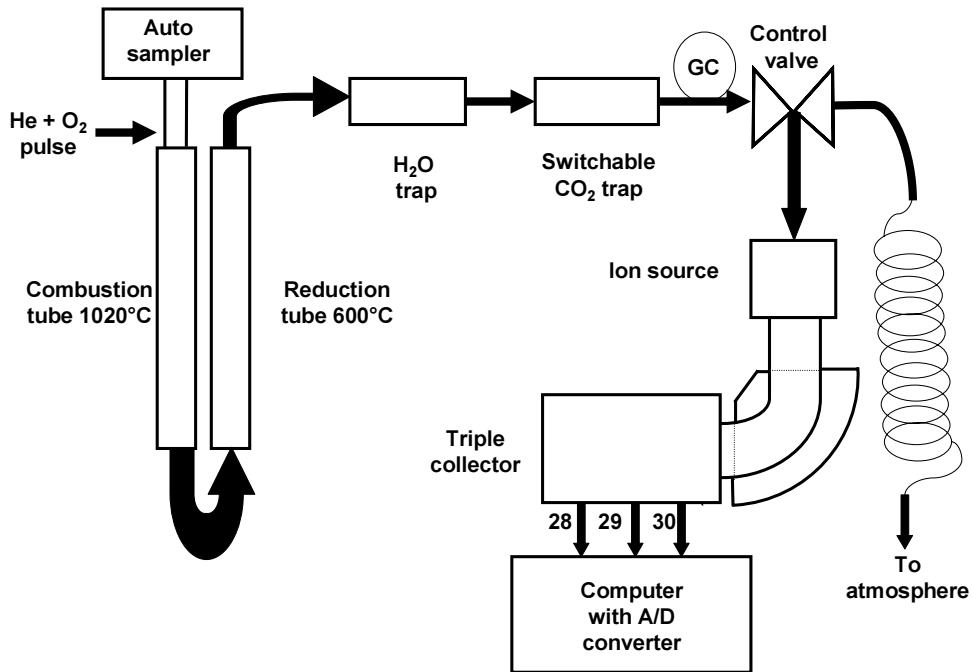 Auto
sampler
He + O₂
pulse
Combustion
tube 1020°C
Reduction
tube 600°C
H₂O
trap
Switchable
CO₂ trap
GC
Control
valve
Ion source
Triple
collector
28 29 30
Computer
with A/D
converter
To
atmosphere